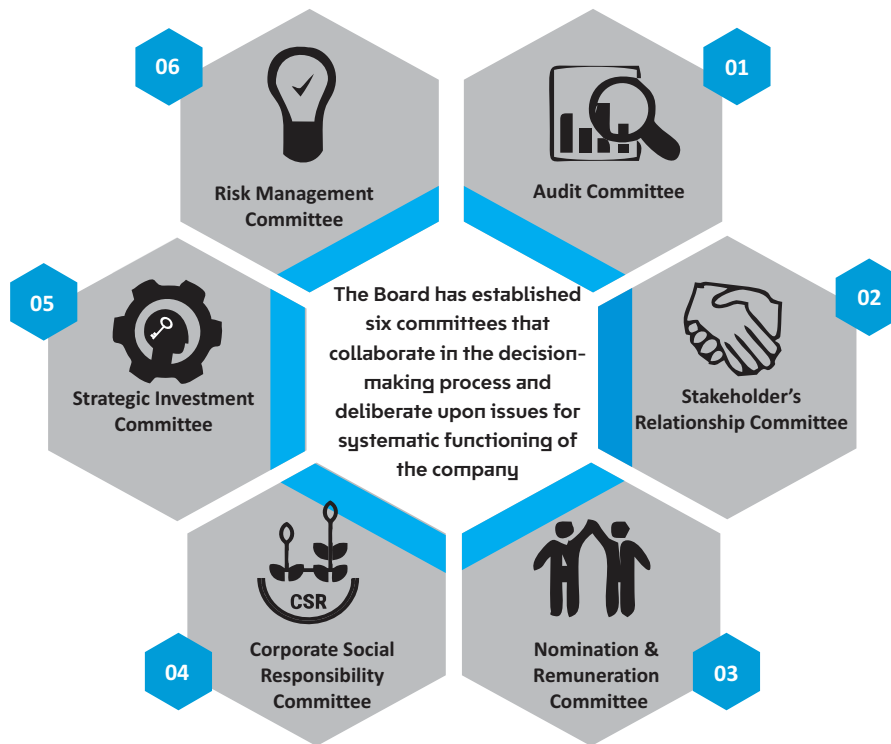 06
Risk Management
Committee
01
Audit Committee
05
Strategic Investment
Committee
The Board has established
six committees that
collaborate in the decision-
making process and
deliberate upon issues for
systematic functioning of
the company
02
Stakeholder’s
Relationship Committee
CSR
04
Corporate Social
Responsibility
Committee
03
Nomination &
Remuneration
Committee